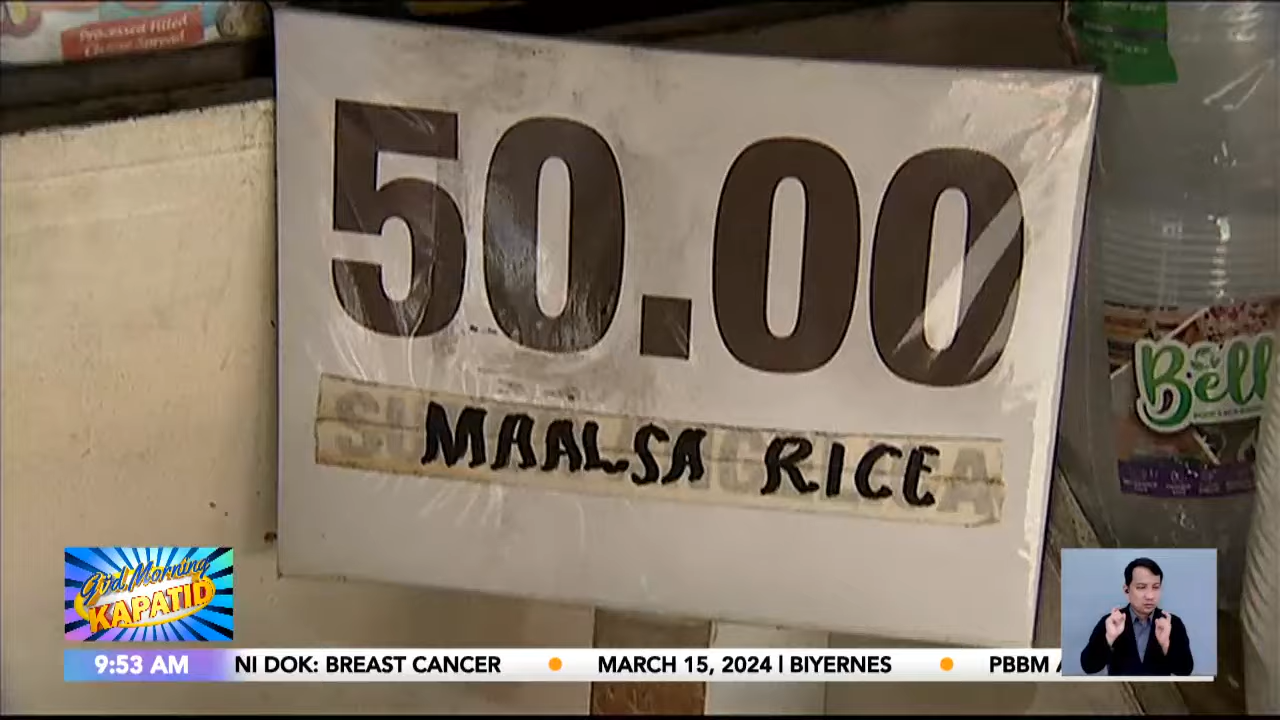 Processed Filled
Cheese Spread
50.00
MAALSA RICE
Bell
Gud Morning
KAPATID
9:53 AM
NI DOK: BREAST CANCER
MARCH 15, 2024 | BIYERNES
PBBM